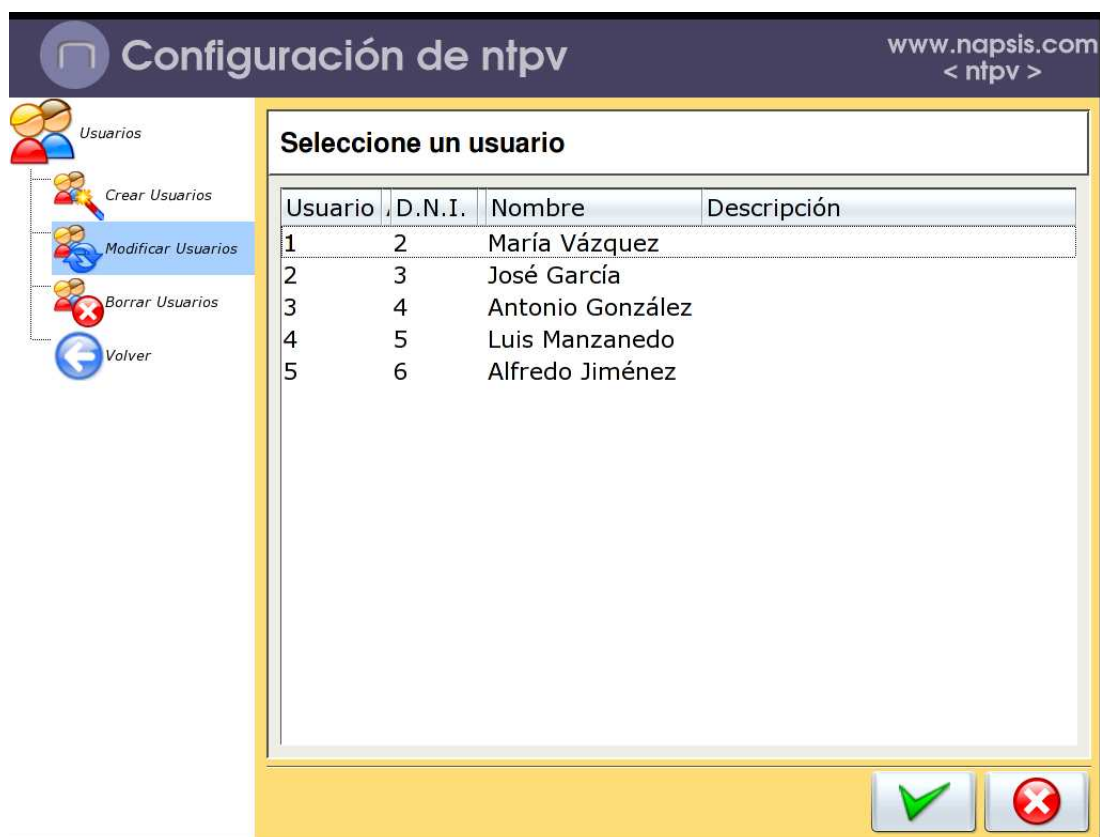 Configuración de ntpv
www.napsis.com
< ntpv >
Usuarios
Crear Usuarios
Modificar Usuarios
Borrar Usuarios
Volver
Seleccione un usuario
Usuario D.N.I. Nombre Descripción
1 2 María Vázquez
2 3 José García
3 4 Antonio González
4 5 Luis Manzanedo
5 6 Alfredo Jiménez